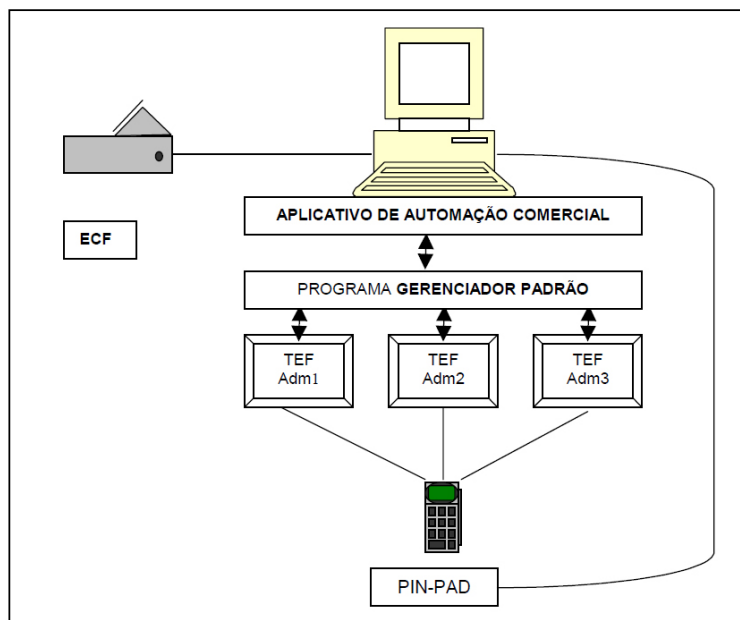 APLICATIVO DE AUTOMAÇÃO COMERCIAL
ECF
PROGRAMA GERENCIADOR PADRÃO
TEF
Adm1
TEF
Adm2
TEF
Adm3
PIN-PAD